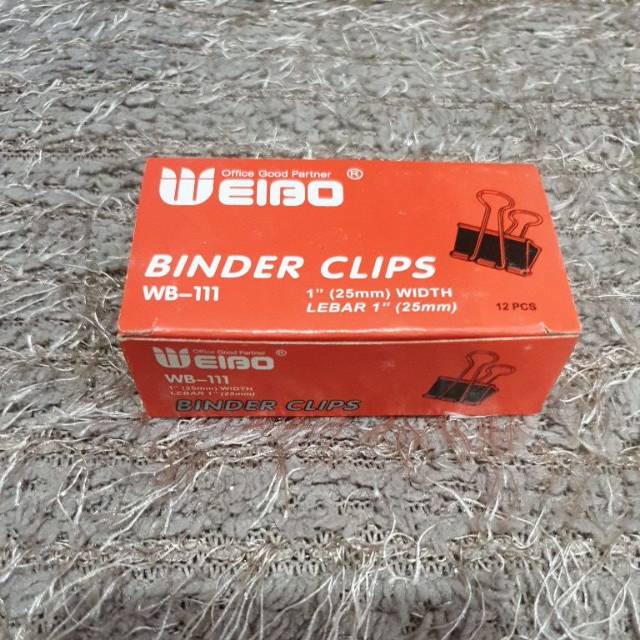 Office Good Partner
WEIBO ®
BINDER CLIPS
WB-111
1" (25mm) WIDTH
LEBAR 1" (25mm)
12 PCS
Office Good Partner
WEIBO ®
WB-111
1" (25mm) WIDTH
LEBAR 1" (25mm)
BINDER CLIPS